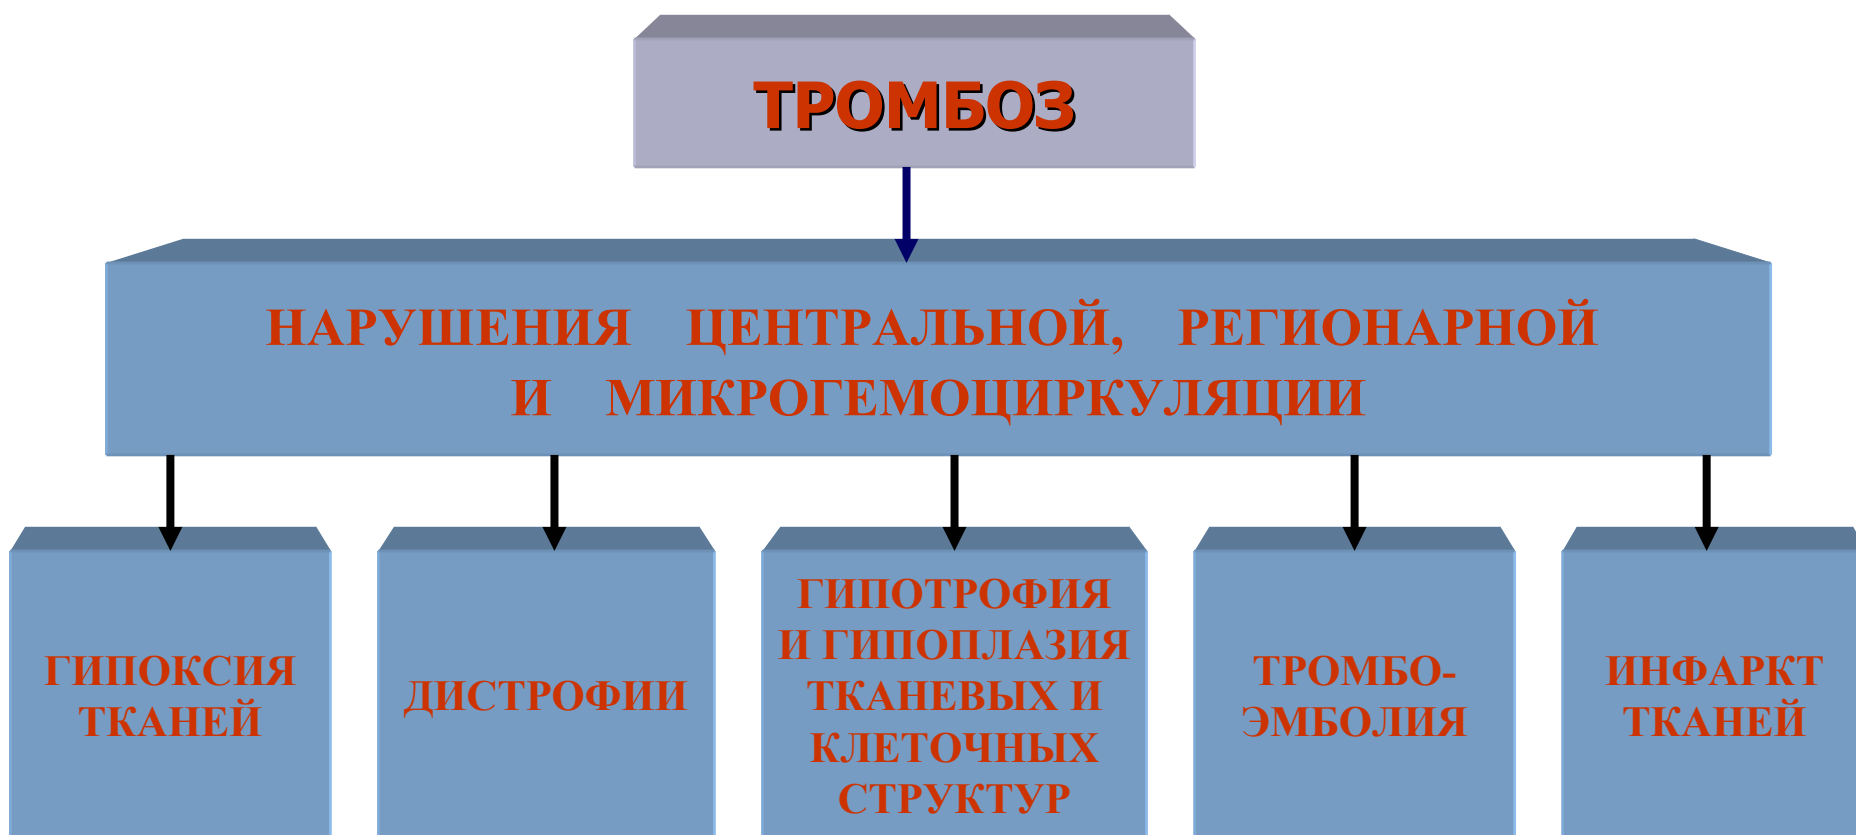 ТРОМБОЗ
НАРУШЕНИЯ ЦЕНТРАЛЬНОЙ, РЕГИОНАРНОЙ
И МИКРОГЕМОЦИРКУЛЯЦИИ
ГИПОКСИЯ
ТКАНЕЙ
ДИСТРОФИИ
ГИПОТРОФИЯ
И ГИПОПЛАЗИЯ
ТКАНЕВЫХ И
КЛЕТОЧНЫХ
СТРУКТУР
ТРОМБО-
ЭМБОЛИЯ
ИНФАРКТ
ТКАНЕЙ